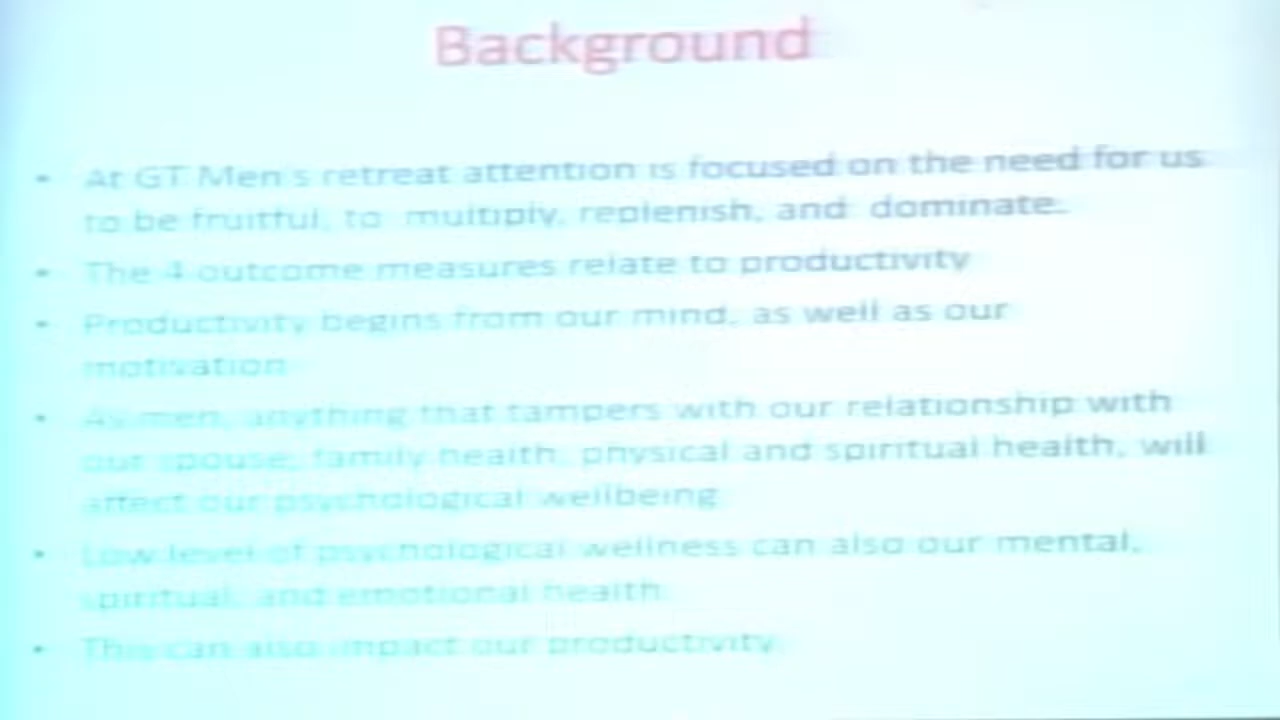 Background
• At GT Men's retreat attention is focused on the need for us
to be fruitful, to multiply, replenish, and dominate.
• The 4 outcome measures relate to productivity
• Productivity begins from our mind, as well as our
motivation
• As men, anything that tampers with our relationship with
our spouse, family health, physical and spiritual health, will
affect our psychological wellbeing
• Low level of psychological wellness can also our mental,
spiritual, and emotional health
• This can also impact our productivity.